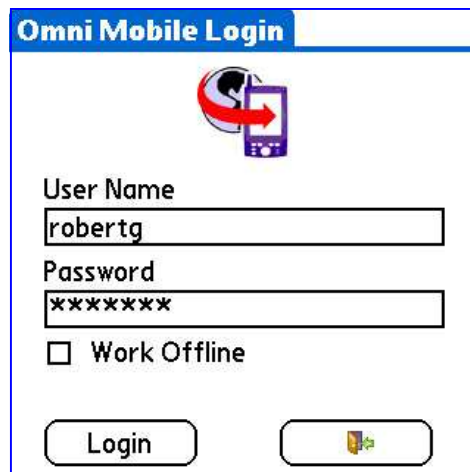 Omni Mobile Login
User Name
robertg
Password
*******
Work Offline
Login